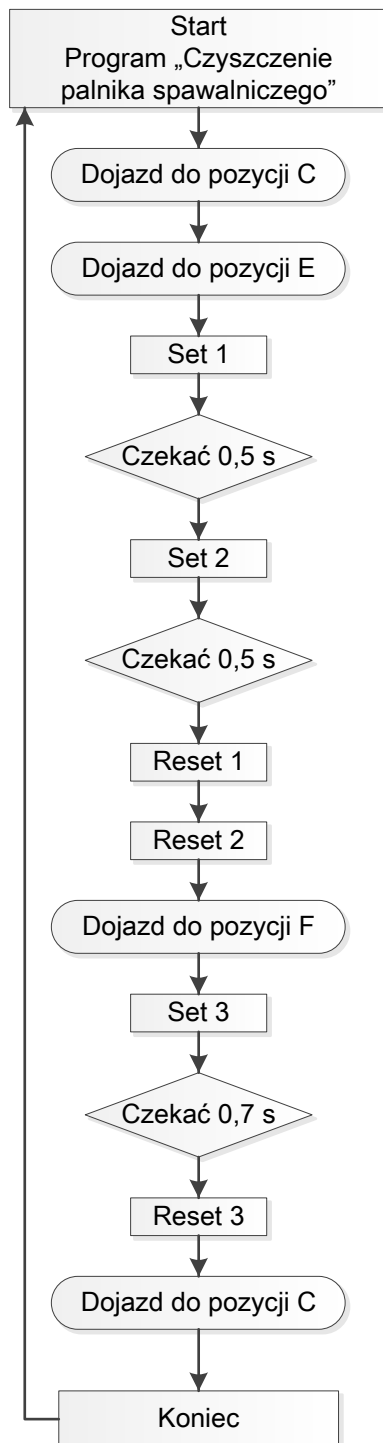 Start
Program „Czyszczenie
palnika spawalniczego”
Dojazd do pozycji C
Dojazd do pozycji E
Set 1
Czekać 0,5 s
Set 2
Czekać 0,5 s
Reset 1
Reset 2
Dojazd do pozycji F
Set 3
Czekać 0,7 s
Reset 3
Dojazd do pozycji C
Koniec